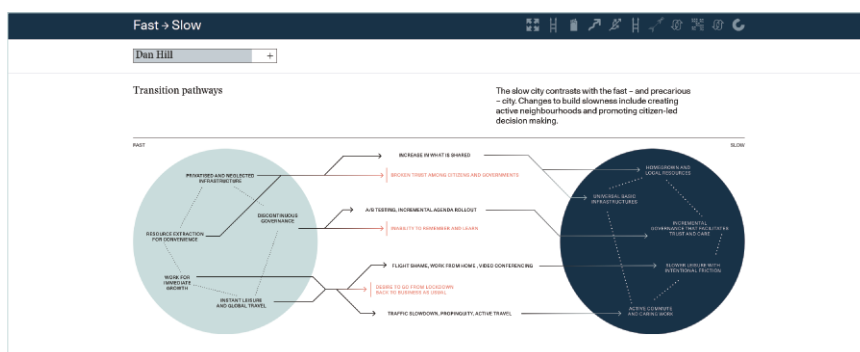 Fast → Slow
Dan Hill +
Transition pathways
The slow city contrasts with the fast – and precarious
– city. Changes to build slowness include creating
active neighbourhoods and promoting citizen-led
decision making.
FAST
SLOW
PRIVATISED AND NEGLECTED
INFRASTRUCTURE
DISCONTINUOUS
GOVERNANCE
RESOURCE EXTRACTION
FOR CONVENIENCE
WORK FOR
IMMEDIATE
GROWTH
INSTANT LEISURE
AND GLOBAL TRAVEL
INCREASE IN WHAT IS SHARED
BROKEN TRUST AMONG CITIZENS AND GOVERNMENTS
A/B TESTING, INCREMENTAL AGENDA ROLLOUT
INABILITY TO REMEMBER AND LEARN
FLIGHT SHAME, WORK FROM HOME , VIDEO CONFERENCING
DESIRE TO GO FROM LOCKDOWN
BACK TO BUSINESS AS USUAL
TRAFFIC SLOWDOWN, PROPINQUITY, ACTIVE TRAVEL
HOMEGROWN AND
LOCAL RESOURCES
UNIVERSAL BASIC
INFRASTRUCTURES
INCREMENTAL
GOVERNANCE THAT FACILITATES
TRUST AND CARE
SLOWER LEISURE WITH
INTENTIONAL FRICTION
ACTIVE COMMUTE
AND CARING WORK